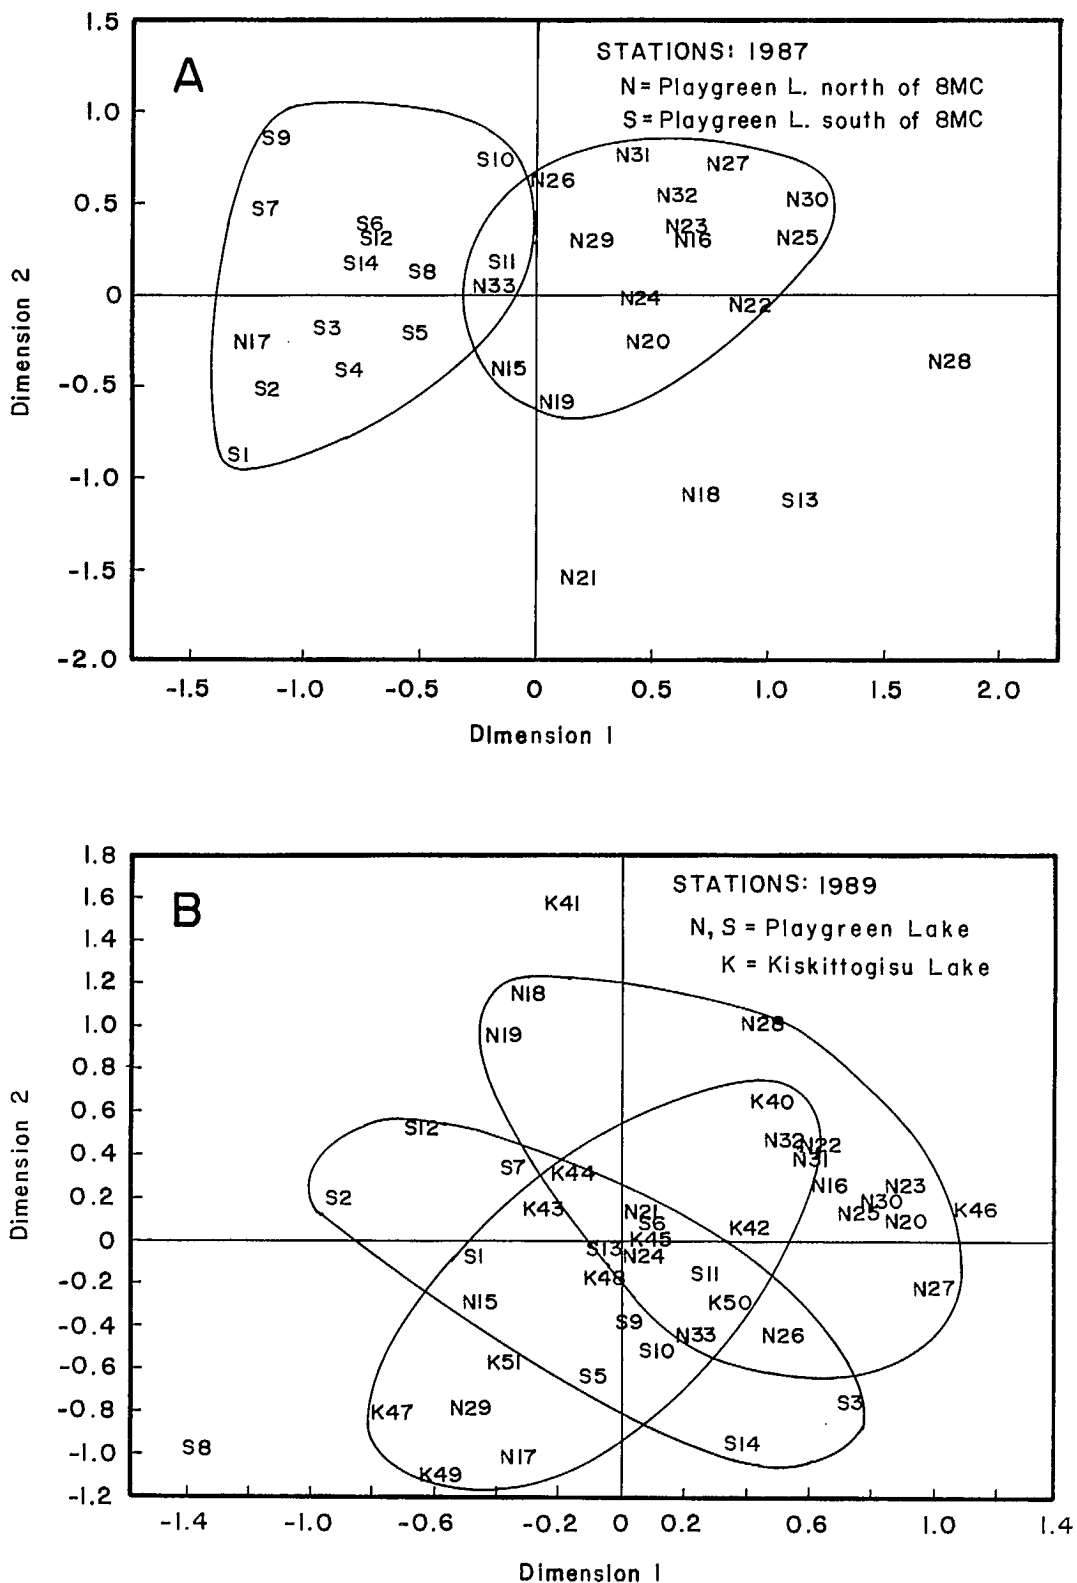 1.5
A
STATIONS: 1987
N = Playgreen L. north of 8MC
S = Playgreen L. south of 8MC
1.0
S9
S10
N31
N27
N26
N32
N30
0.5
S7
S6
S12
N29
N23
N16
N25
S14
S8
S11
N33
Dimension 2
0
N24
N22
S3
S5
N17
N20
S4
N15
N28
-0.5
S2
N19
S1
-1.0
N18
S13
-1.5
N21
-2.0
-1.5 -1.0 -0.5 0 0.5 1.0 1.5 2.0
Dimension 1
1.8
B
STATIONS: 1989
N, S = Playgreen Lake
K = Kiskittogisu Lake
1.6
K41
1.4
1.2
N18
1.0
N19
N28
0.8
0.6
K40
S12
N32
N22
0.4
S7
K44
N31
N16
N23
0.2
S2
K43
N21
N30
N25
N20
K46
S6
K42
K45
Dimension 2
0
S1
S13
N24
-0.2
K48
S11
N27
N15
K50
-0.4
S9
N33
N26
S10
-0.6
K51
S5
-0.8
K47
N29
S3
-1.0
S8
N17
S14
K49
-1.2
-1.4 -1.0 -0.6 -0.2 0 0.2 0.6 1.0 1.4
Dimension 1